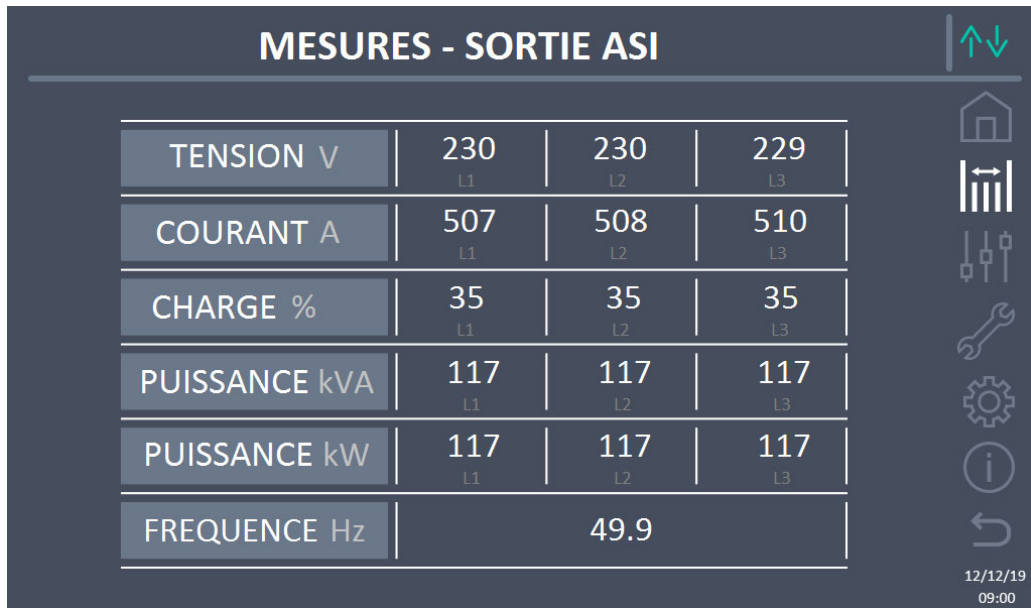 MESURES - SORTIE ASI
TENSION V 230 230 229
L1 L2 L3
COURANT A 507 508 510
L1 L2 L3
CHARGE % 35 35 35
L1 L2 L3
PUISSANCE kVA 117 117 117
L1 L2 L3
PUISSANCE kW 117 117 117
L1 L2 L3
FREQUENCE Hz 49.9
12/12/19
09:00